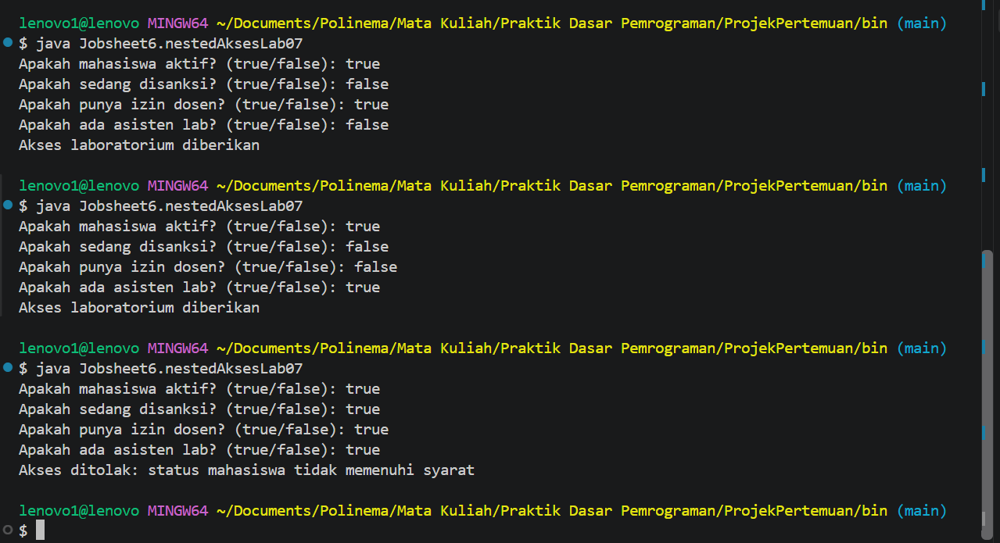 lenovo1@lenovo MINGW64 ~/Documents/Polinema/Mata Kuliah/Praktik Dasar Pemrograman/ProjekPertemuan/bin (main)
$ java Jobsheet6.nestedAksesLab07
Apakah mahasiswa aktif? (true/false): true
Apakah sedang disanksi? (true/false): false
Apakah punya izin dosen? (true/false): true
Apakah ada asisten lab? (true/false): false
Akses laboratorium diberikan
lenovo1@lenovo MINGW64 ~/Documents/Polinema/Mata Kuliah/Praktik Dasar Pemrograman/ProjekPertemuan/bin (main)
$ java Jobsheet6.nestedAksesLab07
Apakah mahasiswa aktif? (true/false): true
Apakah sedang disanksi? (true/false): false
Apakah punya izin dosen? (true/false): false
Apakah ada asisten lab? (true/false): true
Akses laboratorium diberikan
lenovo1@lenovo MINGW64 ~/Documents/Polinema/Mata Kuliah/Praktik Dasar Pemrograman/ProjekPertemuan/bin (main)
$ java Jobsheet6.nestedAksesLab07
Apakah mahasiswa aktif? (true/false): true
Apakah sedang disanksi? (true/false): true
Apakah punya izin dosen? (true/false): true
Apakah ada asisten lab? (true/false): true
Akses ditolak: status mahasiswa tidak memenuhi syarat
lenovo1@lenovo MINGW64 ~/Documents/Polinema/Mata Kuliah/Praktik Dasar Pemrograman/ProjekPertemuan/bin (main)
$